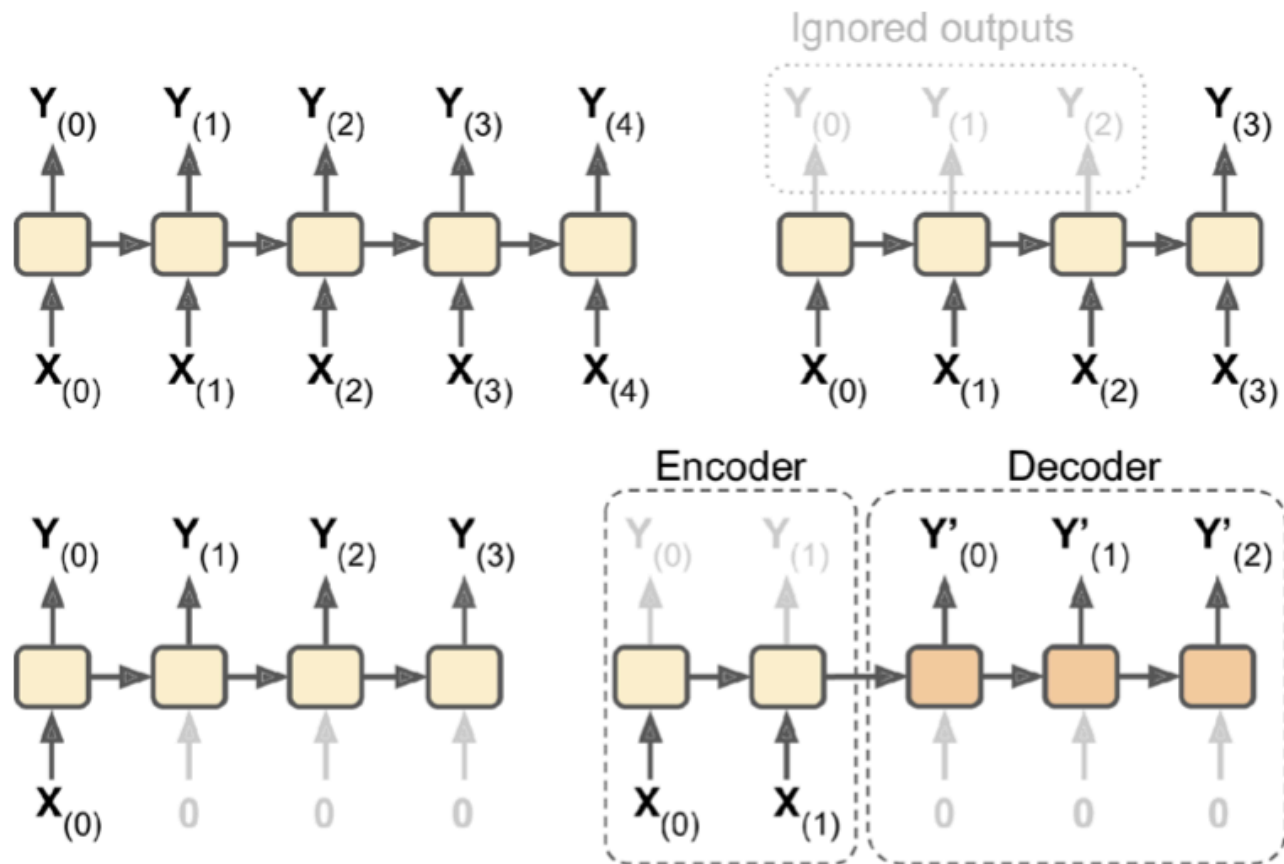 Ignored outputs
Y(0) Y(1) Y(2) Y(3) Y(4)
Y(0) Y(1) Y(2) Y(3)
X(0) X(1) X(2) X(3) X(4)
X(0) X(1) X(2) X(3)
Encoder
Decoder
Y(0) Y(1) Y(2) Y(3)
Y(0) Y(1)
Y'(0) Y'(1) Y'(2)
X(0) 0 0 0
X(0) X(1)
0 0 0